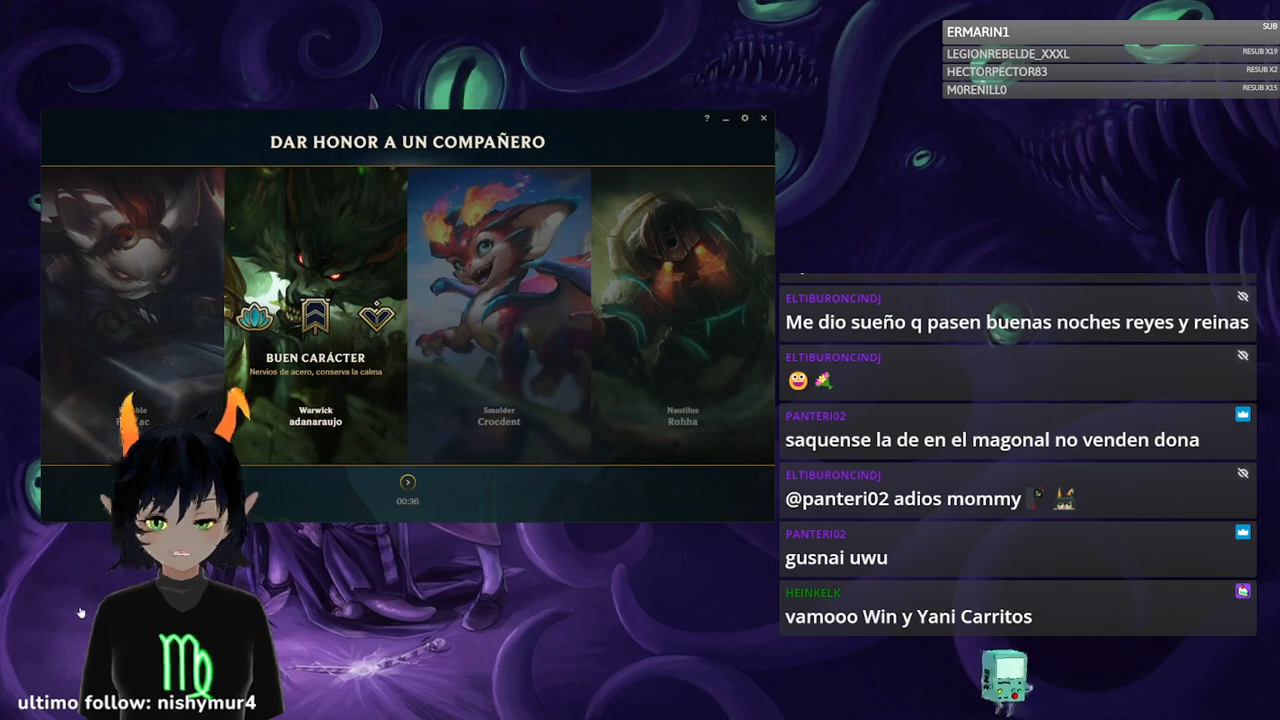 ERMARIN1 SUB
LEGIONREBELDE_XXXL RESUB X19
HECTORPECTOR83 RESUB X2
M0RENILL0 RESUB X15
DAR HONOR A UN COMPAÑERO
BUEN CARÁCTER
Nervios de acero, conserva la calma
Warwick
adanaraujo
Smolder
Crocdent
Nautilus
Rohha
00:36
ELTIBURONCINDJ
Me dio sueño q pasen buenas noches reyes y reinas
ELTIBURONCINDJ
PANTERI02
saquense la de en el magonal no venden dona
ELTIBURONCINDJ
@panteri02 adios mommy
PANTERI02
gusnai uwu
HEINKELK
vamooo Win y Yani Carritos
ultimo follow: nishymur4